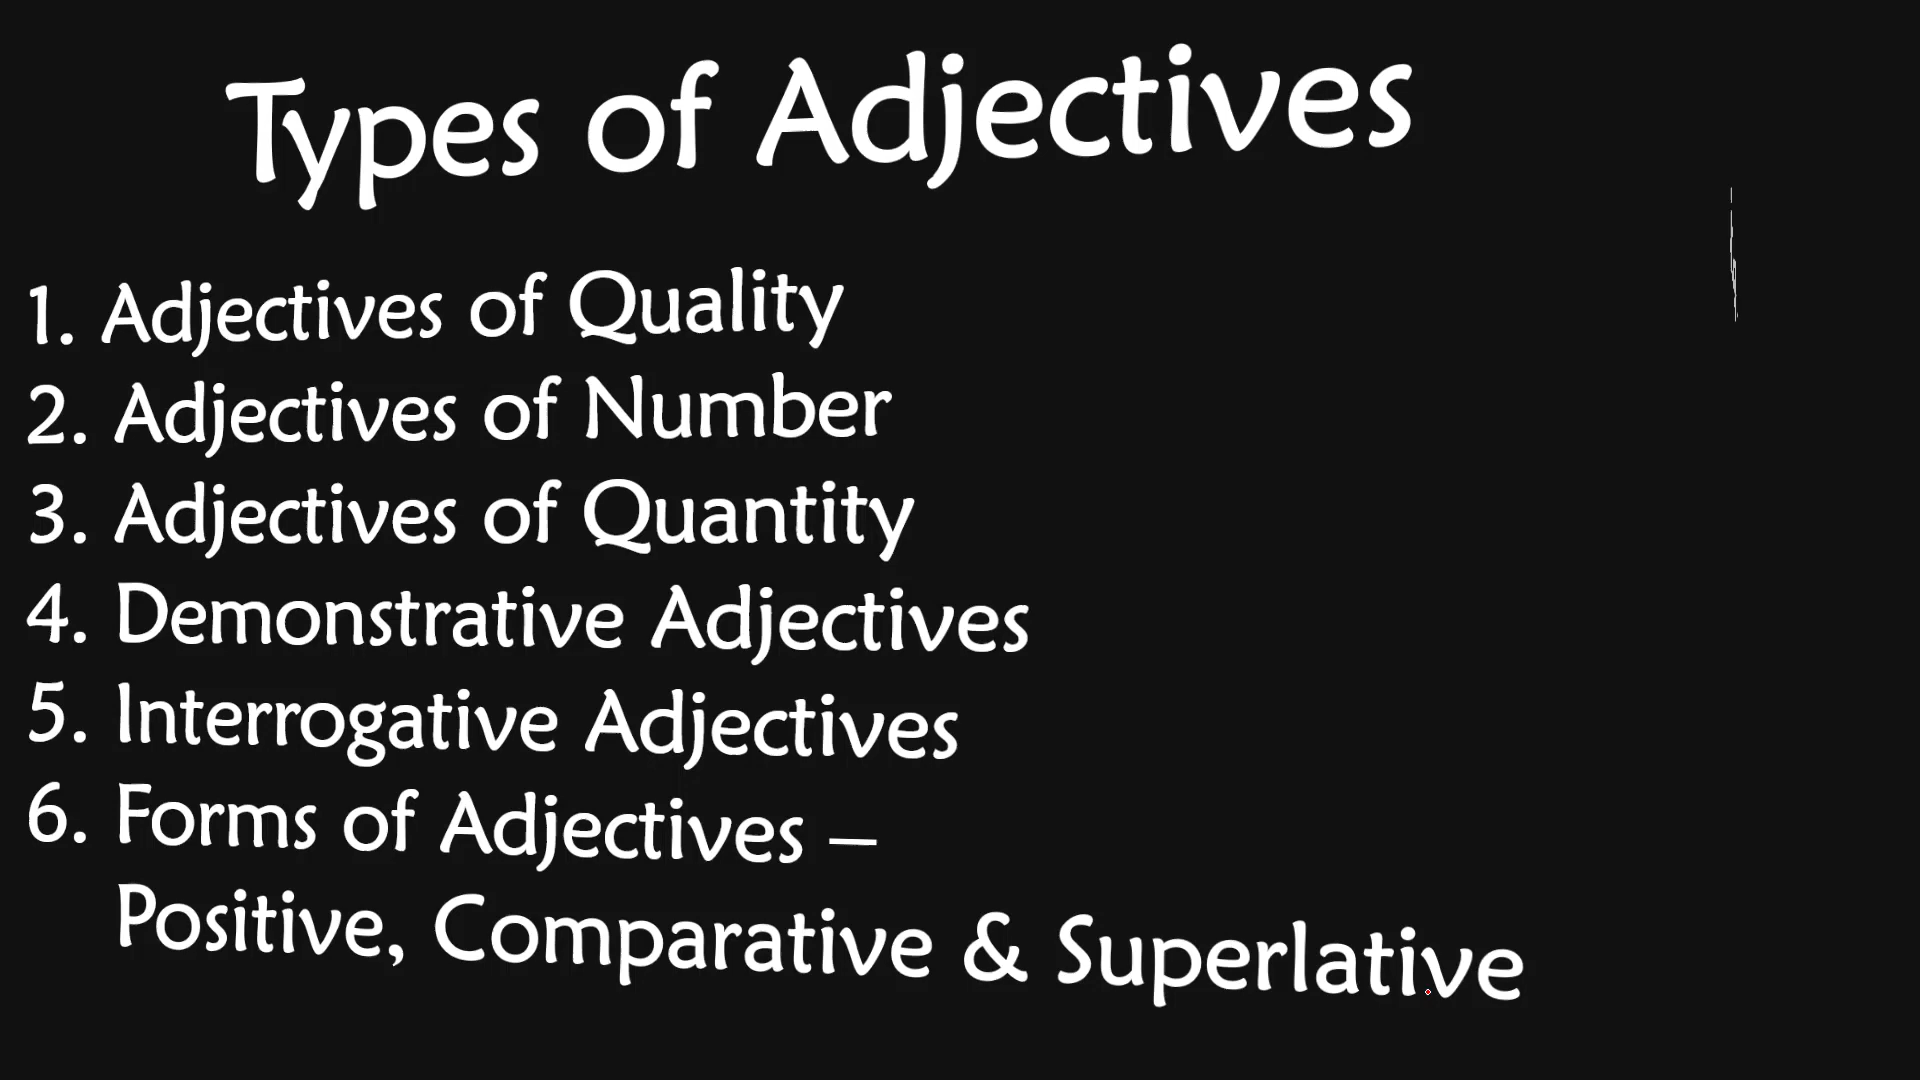 Types of Adjectives
1. Adjectives of Quality
2. Adjectives of Number
3. Adjectives of Quantity
4. Demonstrative Adjectives
5. Interrogative Adjectives
6. Forms of Adjectives –
Positive, Comparative & Superlative